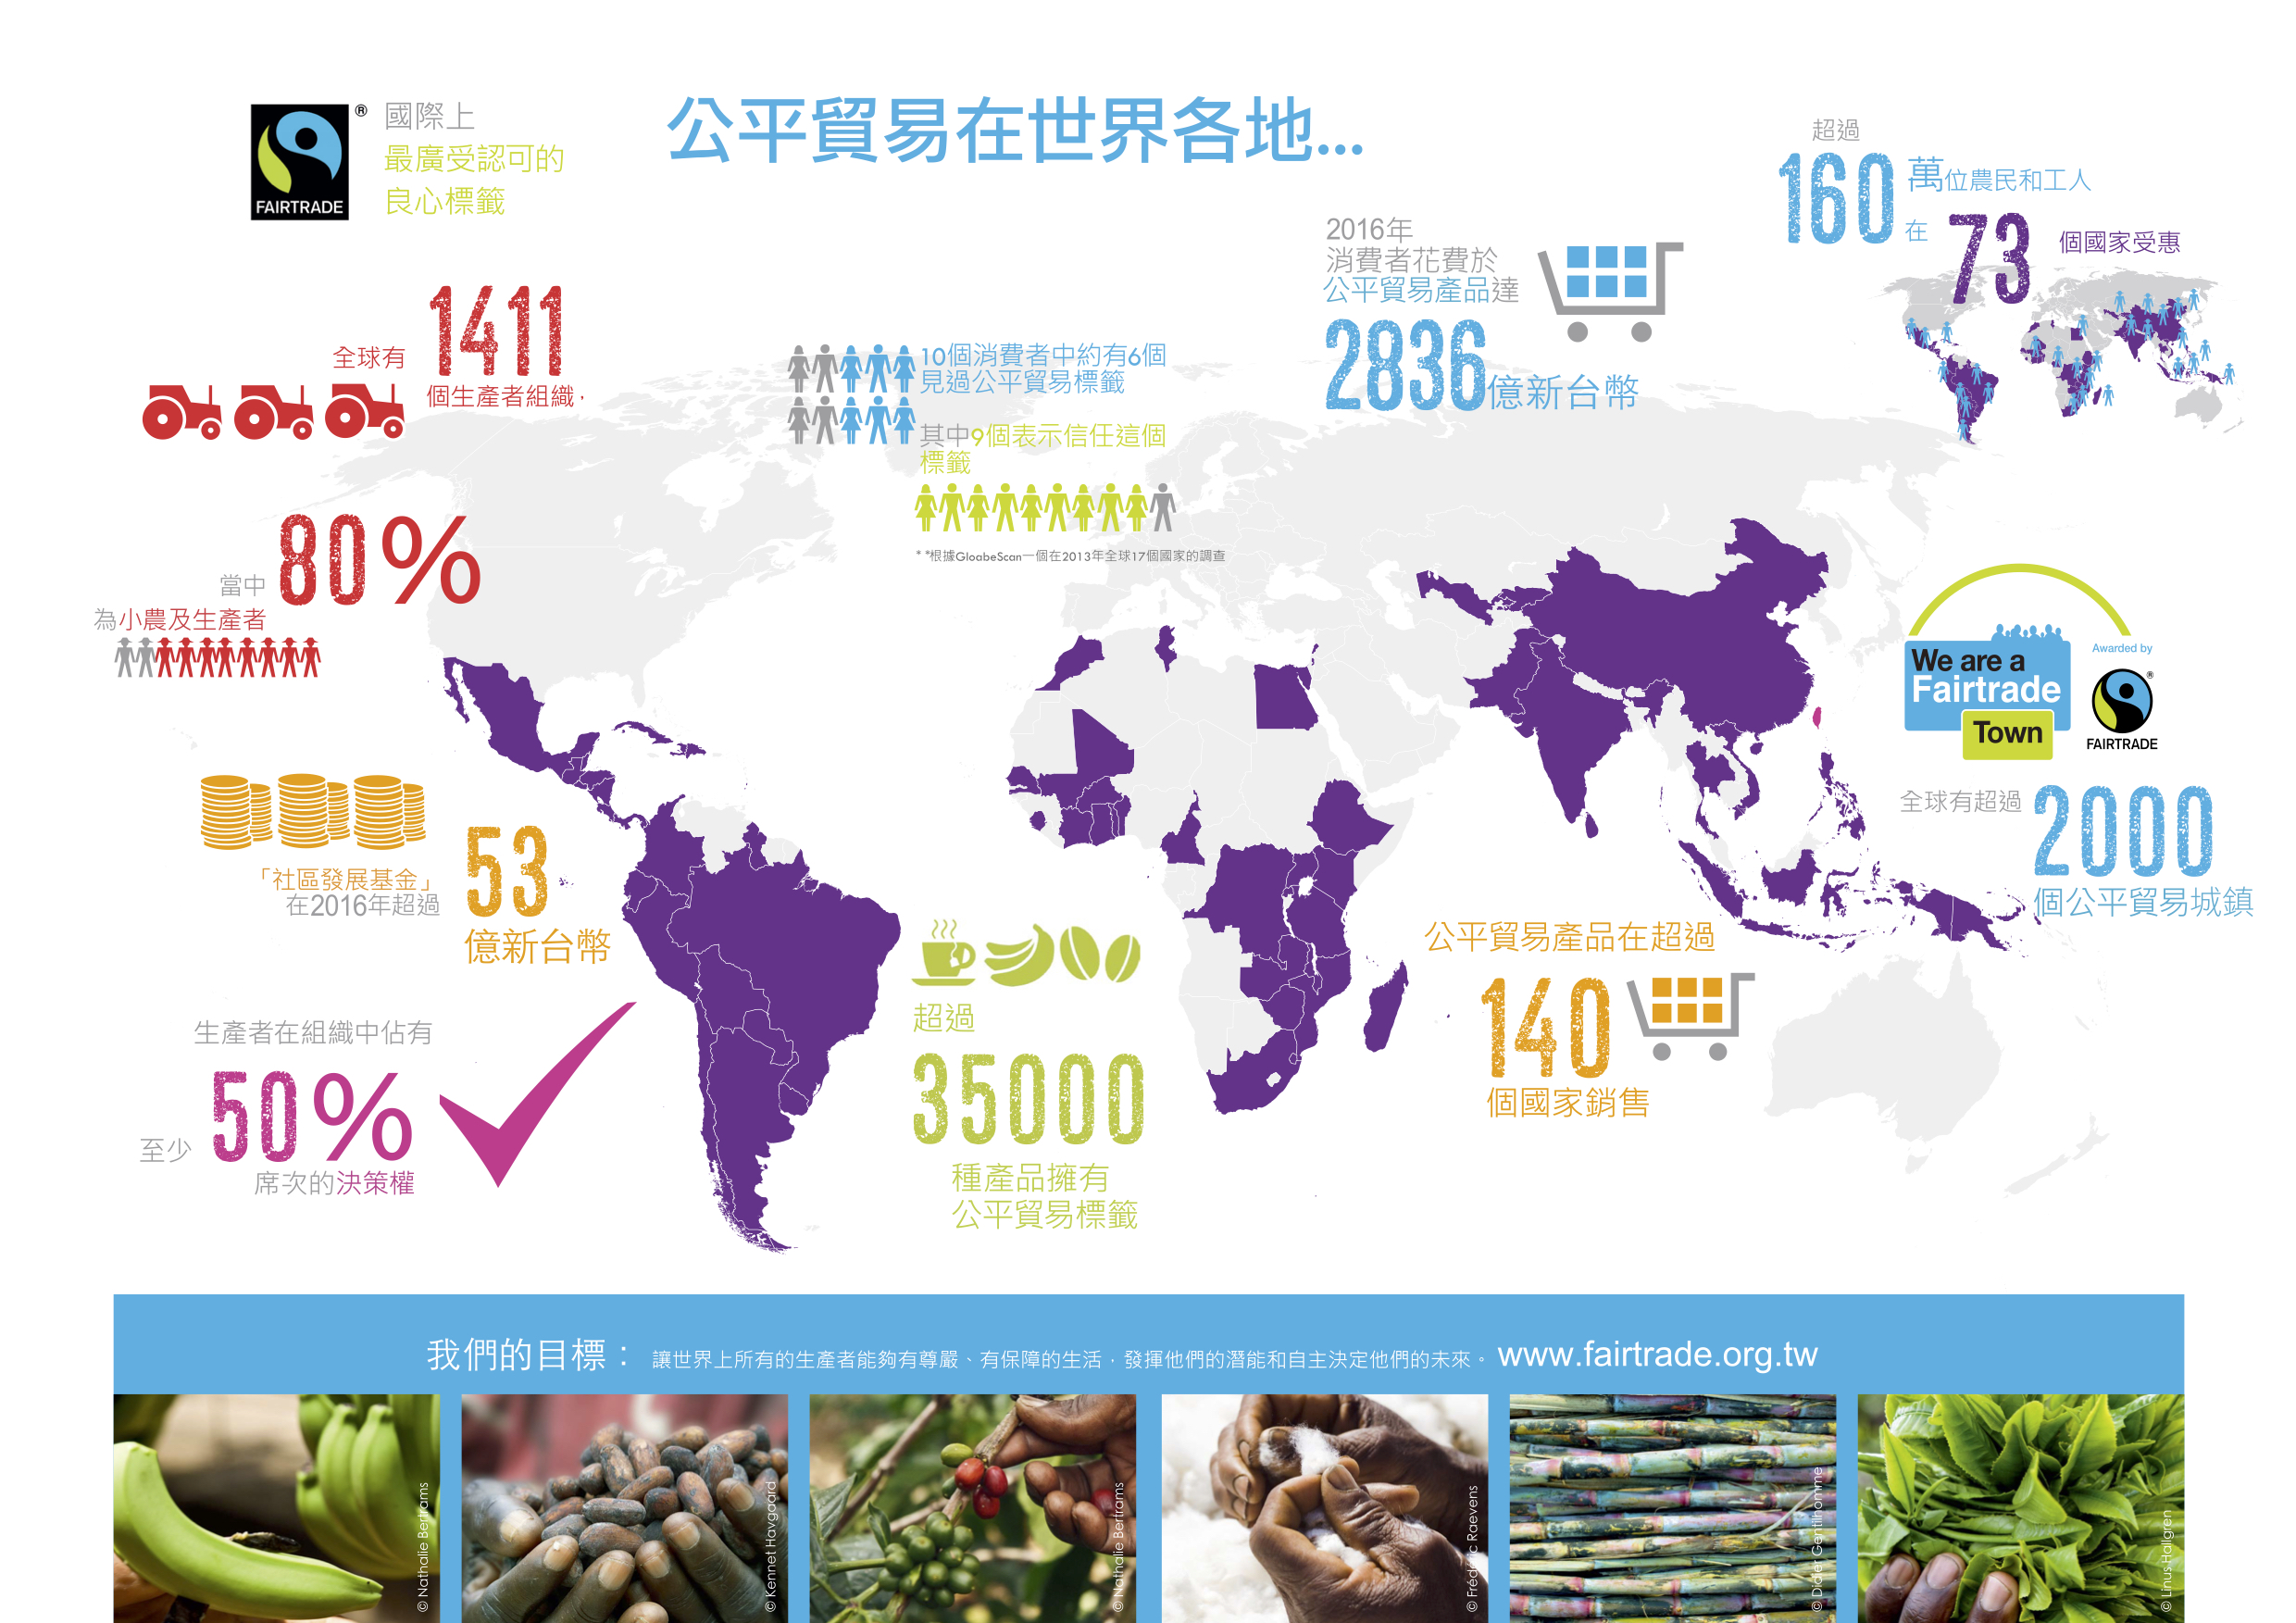 FAIRTRADE
®
國際上
最廣受認可的
良心標籤
公平貿易在世界各地...
超過
160 萬位農民和工人
在 73 個國家受惠
2016年
消費者花費於
公平貿易產品達
2836億新台幣
全球有 1411
個生產者組織，
10個消費者中約有6個
見過公平貿易標籤
其中9個表示信任這個
標籤
* *根據GloabeScan一個在2013年全球17個國家的調查
當中 80%
為小農及生產者
We are a
Fairtrade
Town
Awarded by
®
FAIRTRADE
全球有超過 2000
個公平貿易城鎮
「社區發展基金」
在2016年超過
53
億新台幣
公平貿易產品在超過
140
個國家銷售
超過
35000
種產品擁有
公平貿易標籤
生產者在組織中佔有
至少 50%
席次的決策權
我們的目標： 讓世界上所有的生產者能夠有尊嚴、有保障的生活，發揮他們的潛能和自主決定他們的未來。 www.fairtrade.org.tw
© Nathalie Bertrams
© Kennet Havgaard
© Nathalie Bertrams
© Frédéric Raevens
© Didier Gentilhomme
© Linus Hallgren